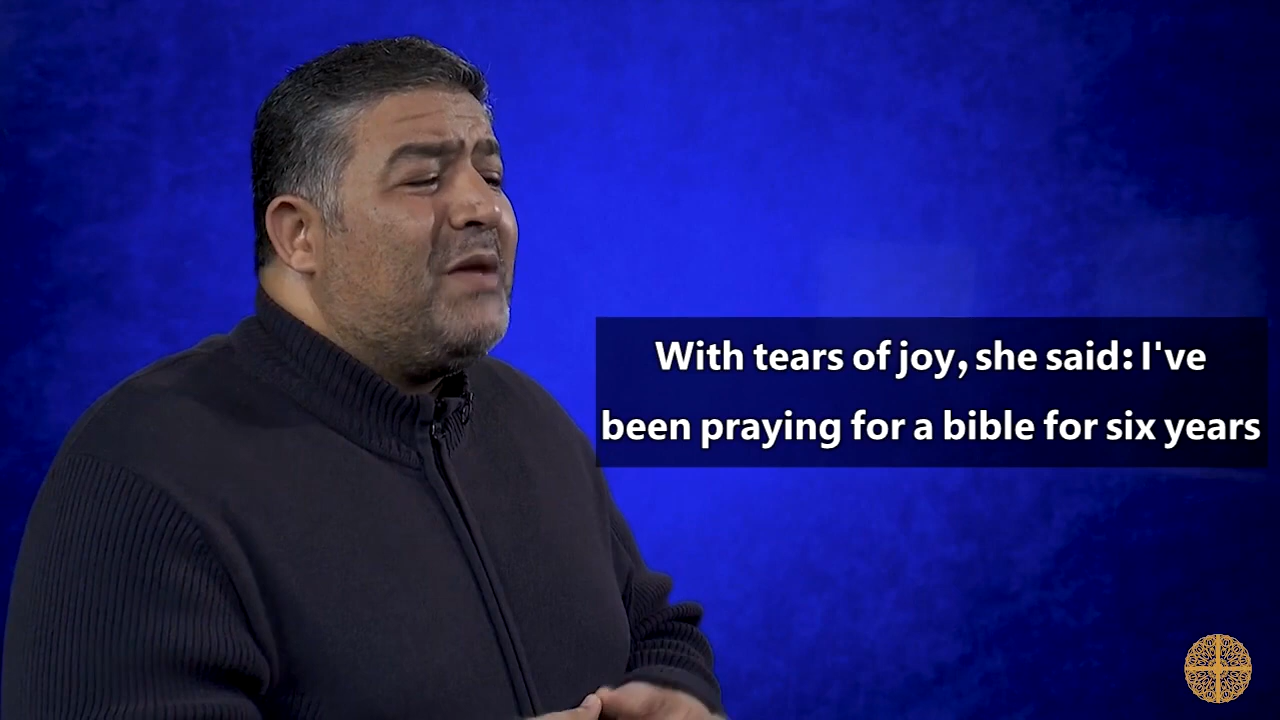 With tears of joy, she said: I've
been praying for a bible for six years